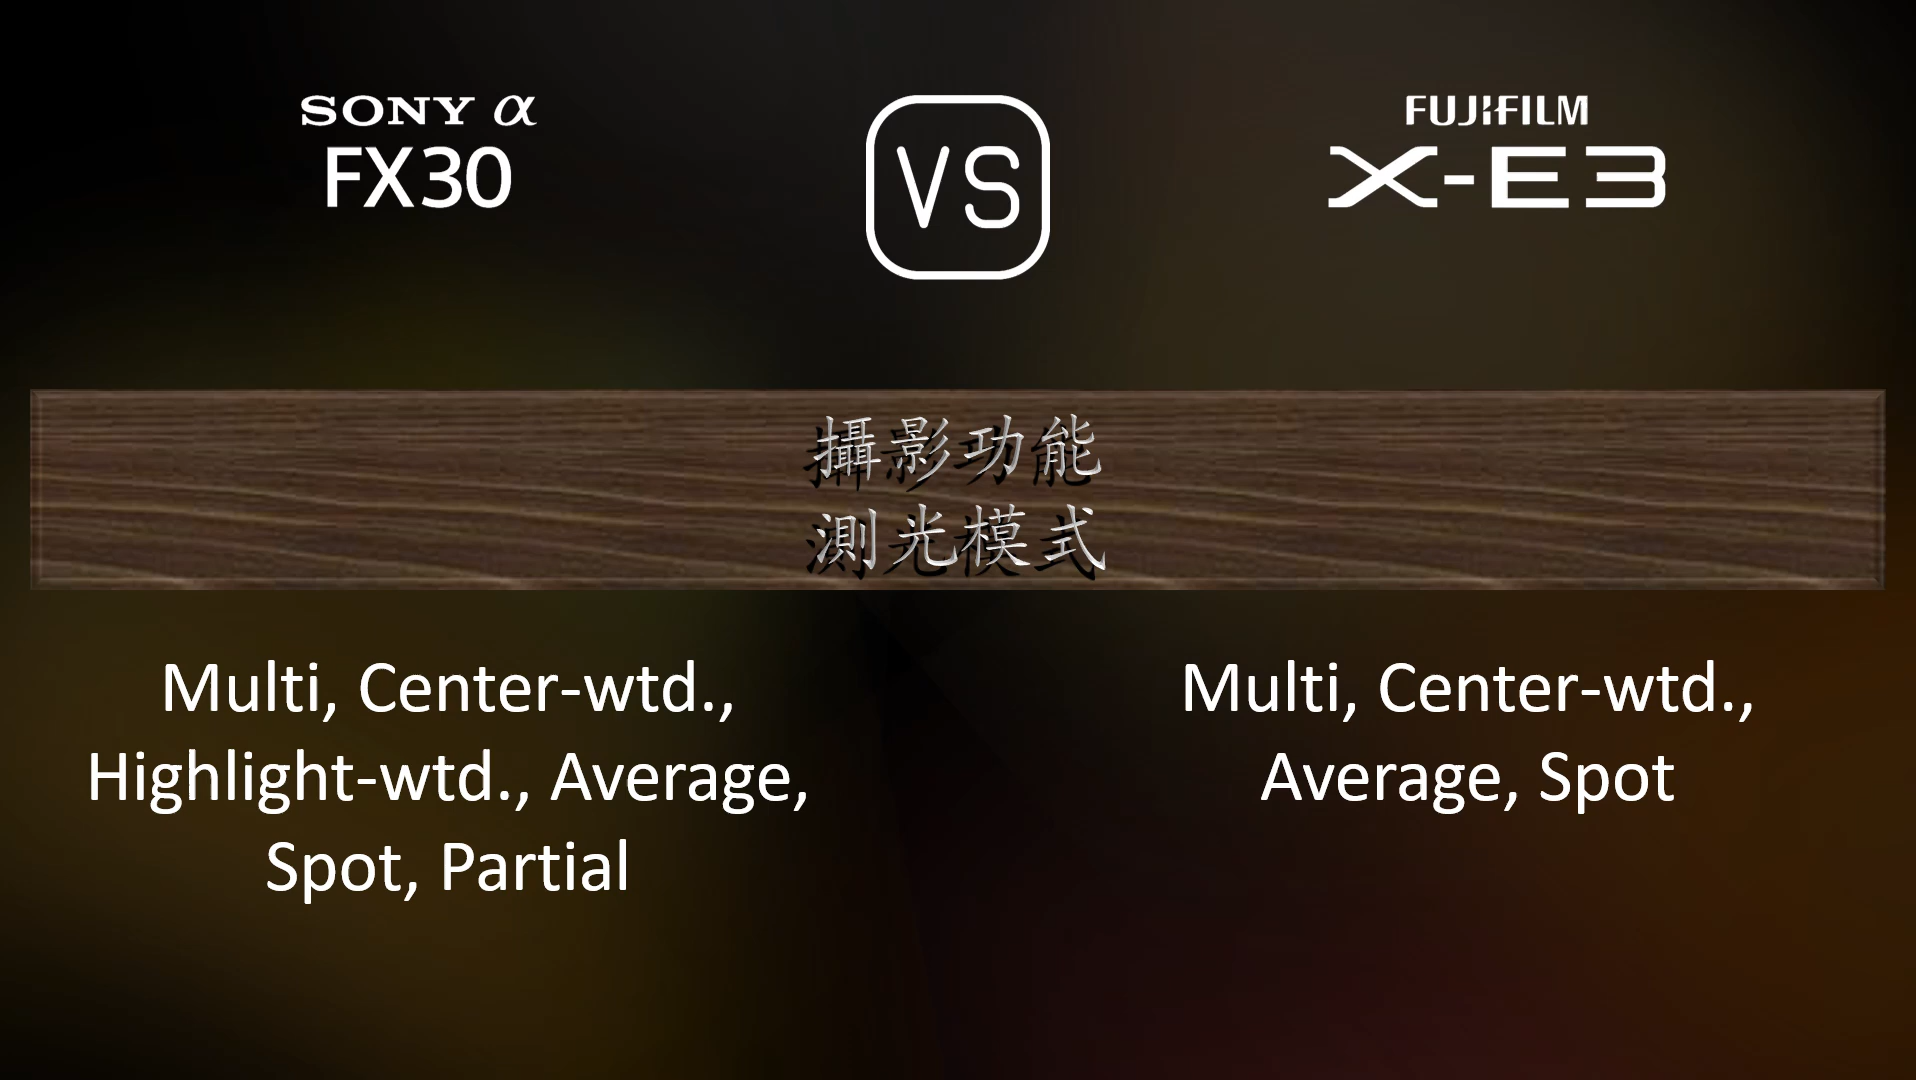 SONY α
FX30
VS
FUJIFILM
X-E3
攝影功能
測光模式
Multi, Center-wtd.,
Highlight-wtd., Average,
Spot, Partial
Multi, Center-wtd.,
Average, Spot